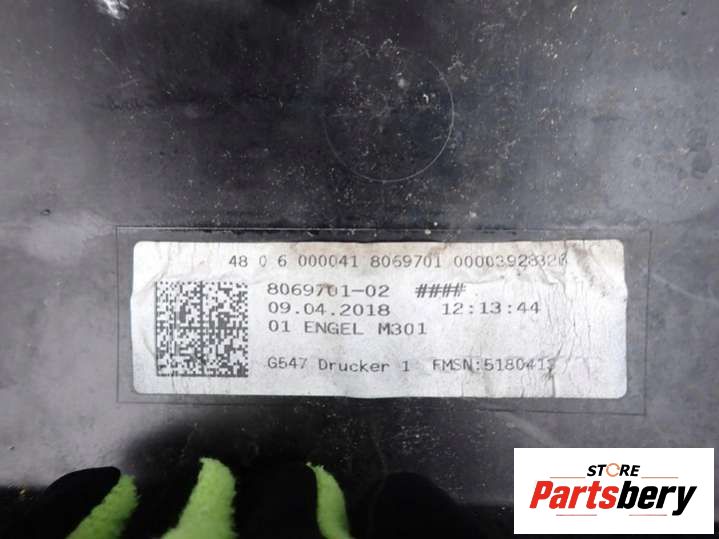 48 0 6 000041 8069701 00003928326
8069701-02 ####
09.04.2018 12:13:44
01 ENGEL M301
G547 Drucker 1 FMSN:518041
STORE
Partsbery